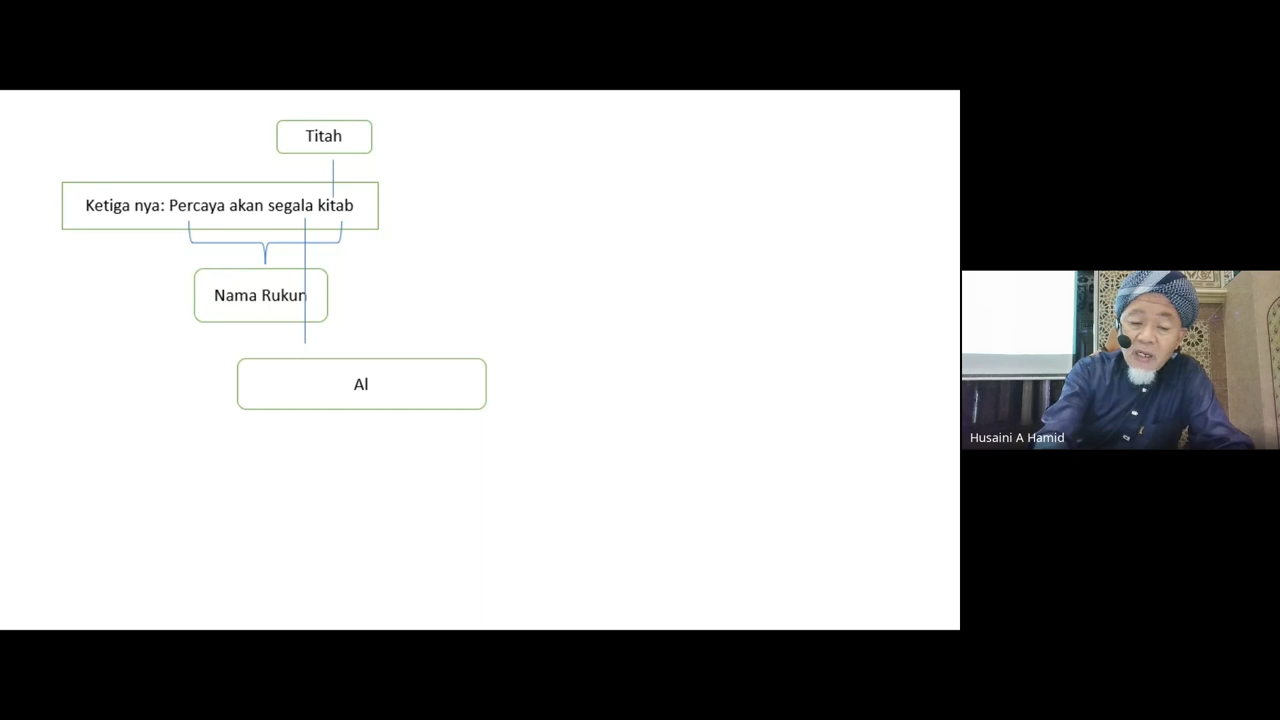 Titah
Ketiga nya: Percaya akan segala kitab
Nama Rukun
Al
Husaini A Hamid